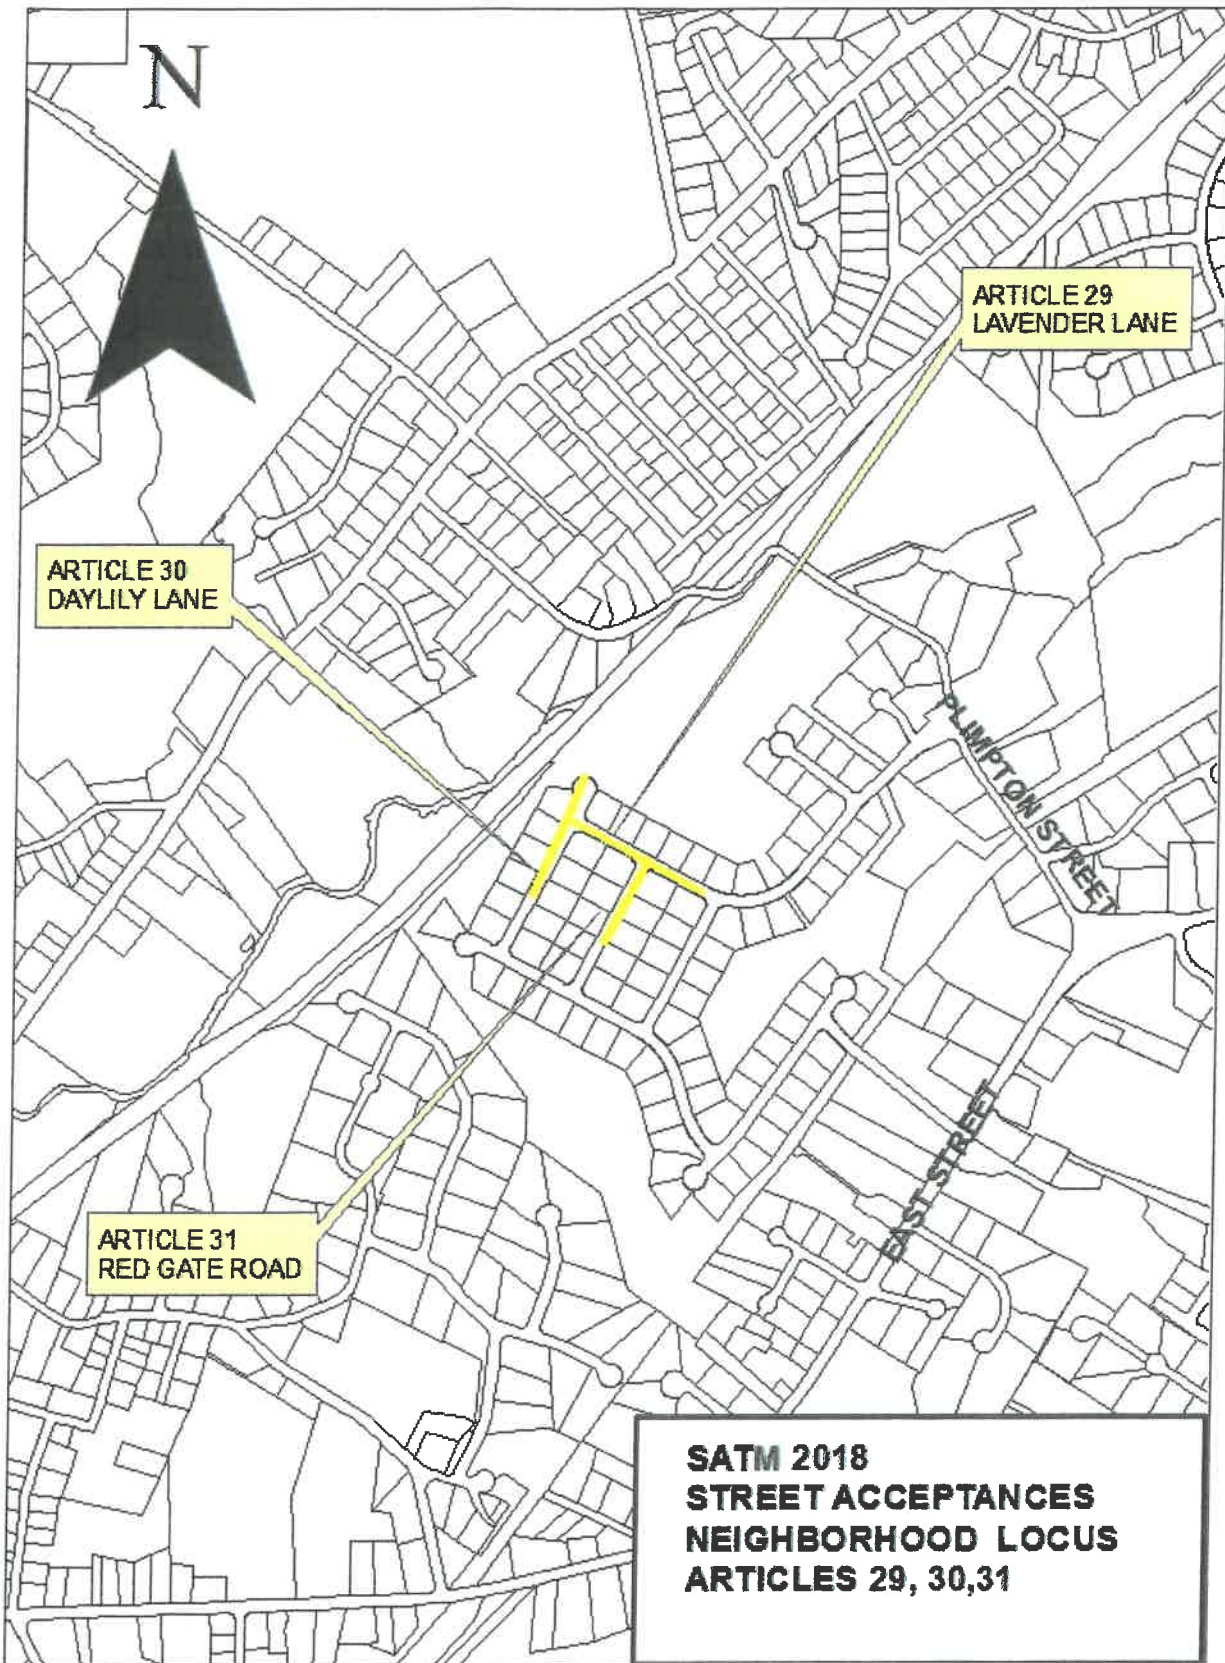 N
ARTICLE 29
LAVENDER LANE
ARTICLE 30
DAYLILY LANE
PLIMPTON STREET
EAST STREET
ARTICLE 31
RED GATE ROAD
SATM 2018
STREET ACCEPTANCES
NEIGHBORHOOD LOCUS
ARTICLES 29, 30,31